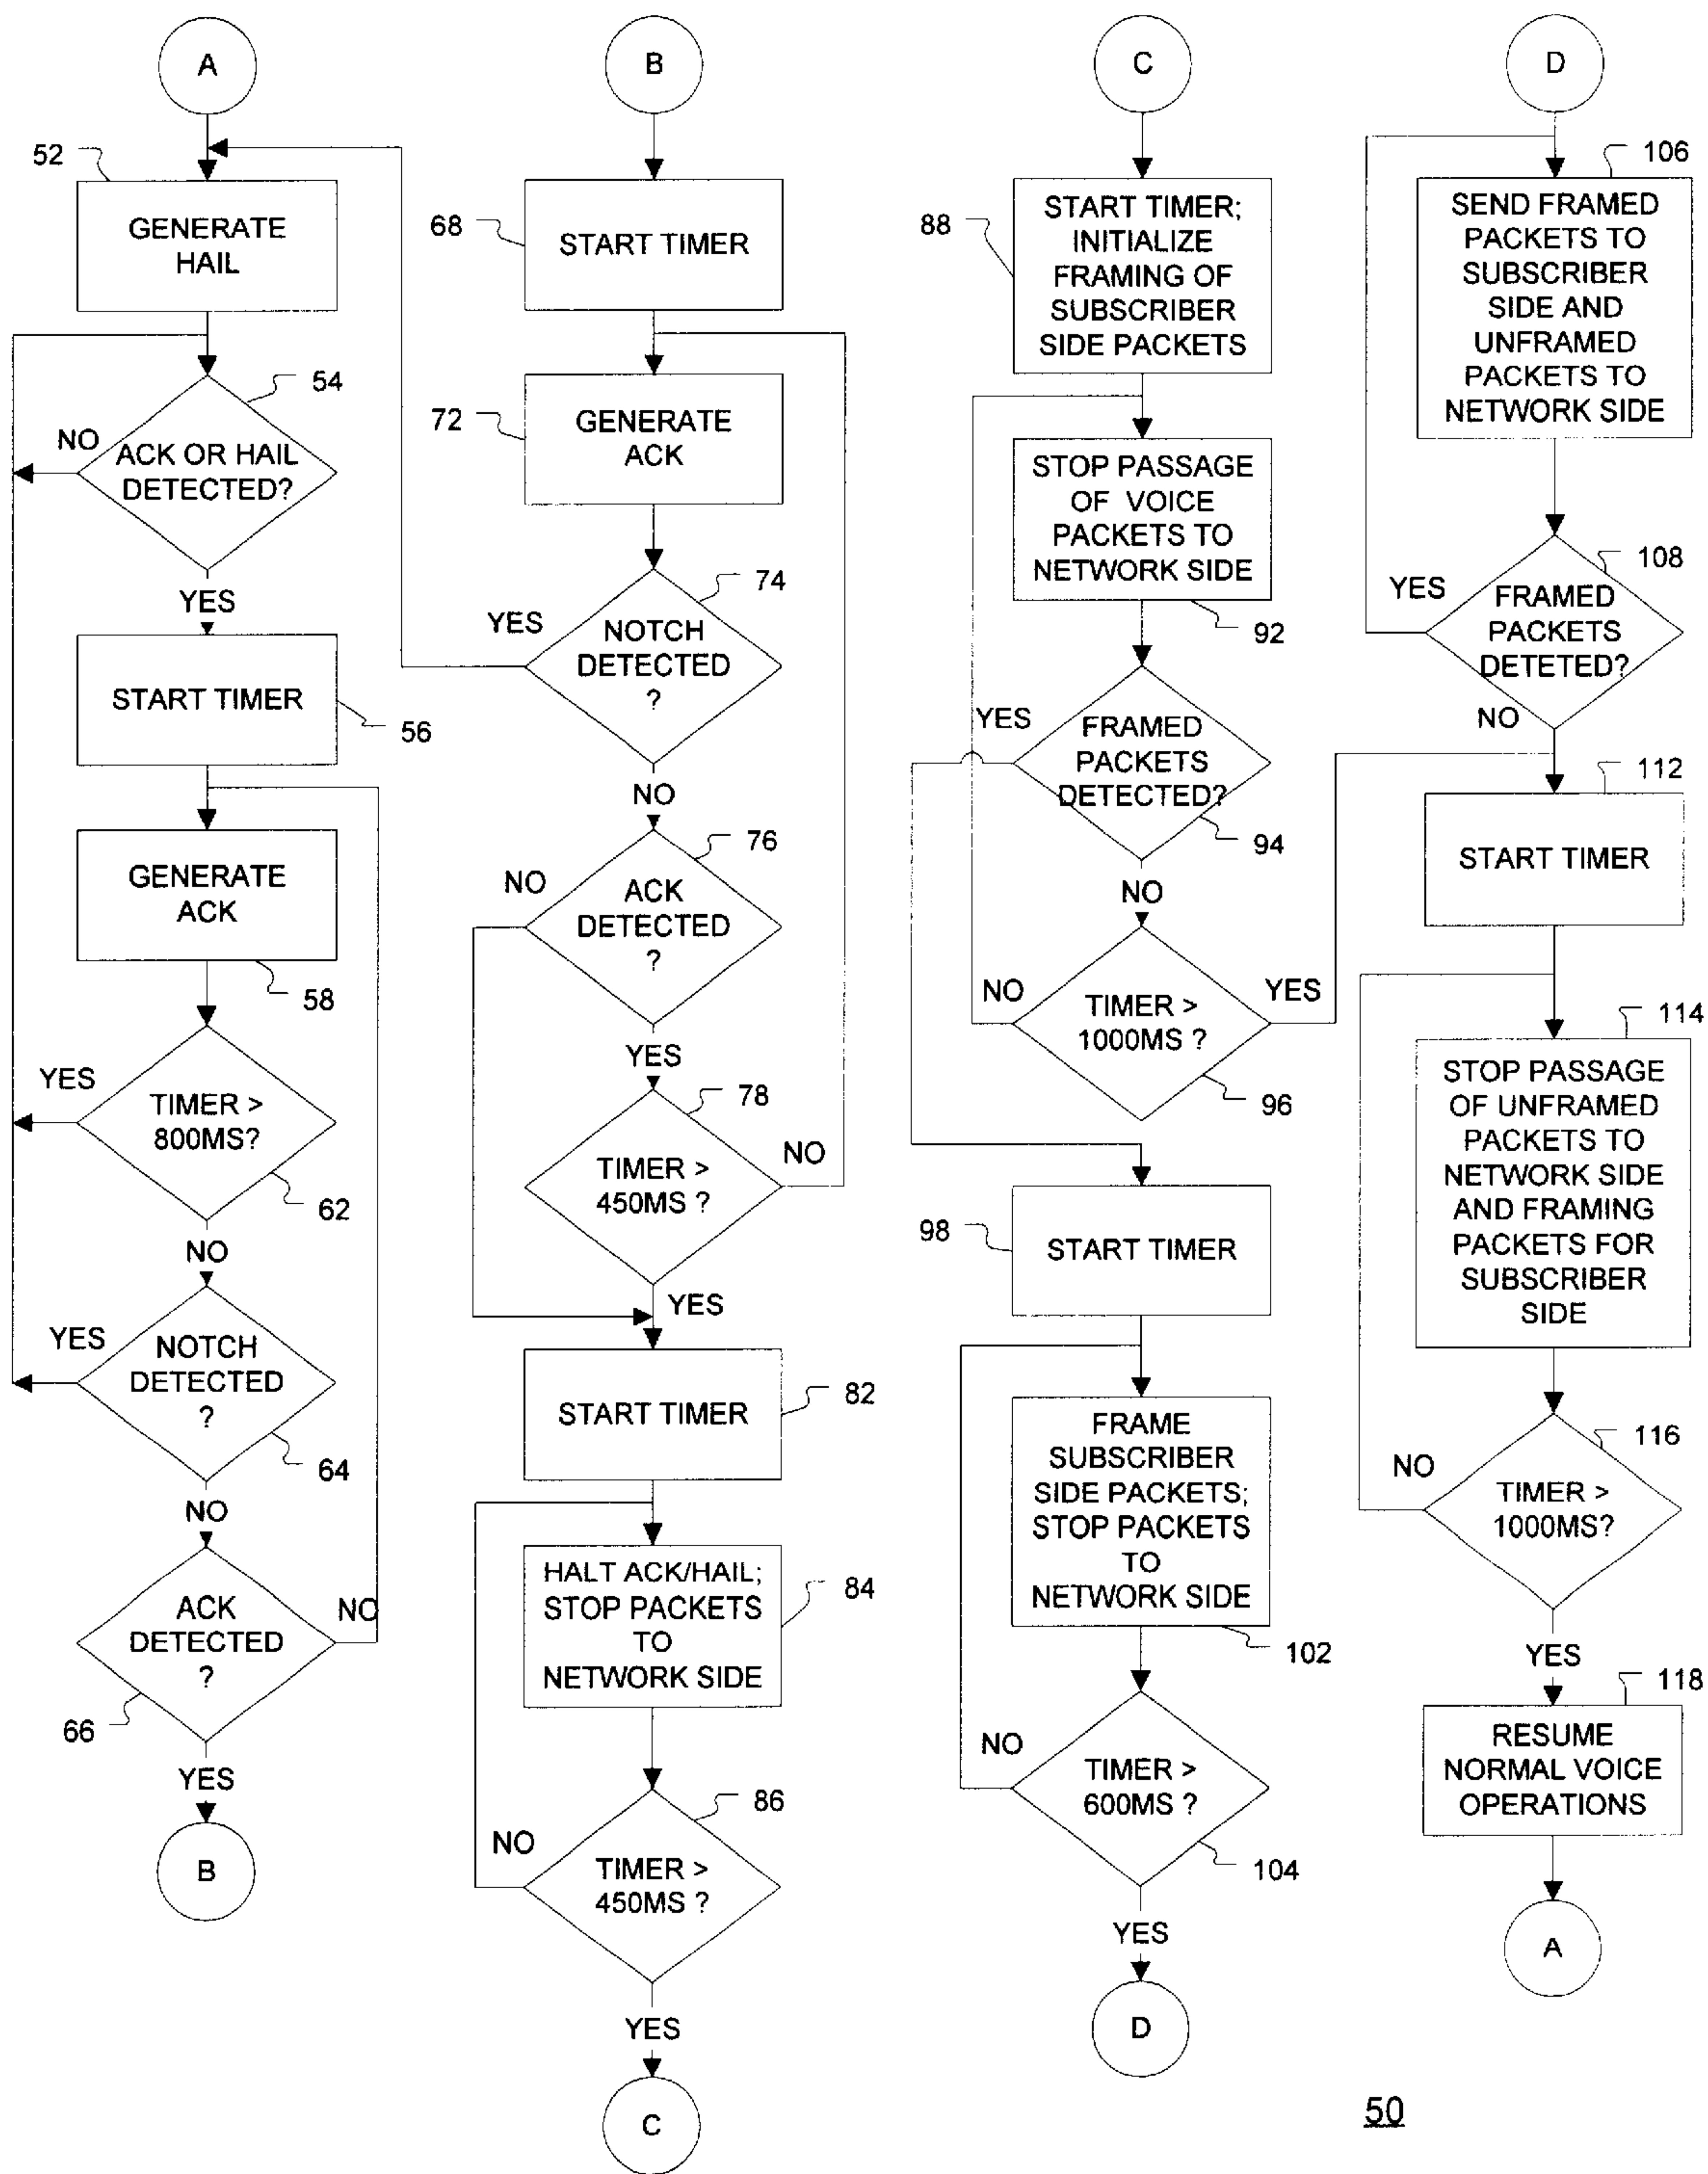 A
52
GENERATE
HAIL
54
NO
ACK OR HAIL
DETECTED?
YES
START TIMER
56
GENERATE
ACK
58
YES
TIMER >
800MS?
62
NO
YES
NOTCH
DETECTED
?
64
NO
ACK
DETECTED
?
NO
66
YES
B
B
68
START TIMER
72
GENERATE
ACK
74
YES
NOTCH
DETECTED
?
NO
76
NO
ACK
DETECTED
?
YES
78
TIMER >
450MS ?
NO
YES
82
START TIMER
HALT ACK/HAIL;
STOP PACKETS
TO
NETWORK SIDE
84
86
NO
TIMER >
450MS ?
YES
C
C
88
START TIMER;
INITIALIZE
FRAMING OF
SUBSCRIBER
SIDE PACKETS
STOP PASSAGE
OF VOICE
PACKETS TO
NETWORK SIDE
92
YES
FRAMED
PACKETS
DETECTED?
94
NO
NO
TIMER >
1000MS ?
YES
96
98
START TIMER
FRAME
SUBSCRIBER
SIDE PACKETS;
STOP PACKETS
TO
NETWORK SIDE
102
NO
TIMER >
600MS ?
104
YES
D
D
106
SEND FRAMED
PACKETS TO
SUBSCRIBER
SIDE AND
UNFRAMED
PACKETS TO
NETWORK SIDE
108
YES
FRAMED
PACKETS
DETETED?
NO
112
START TIMER
114
STOP PASSAGE
OF UNFRAMED
PACKETS TO
NETWORK SIDE
AND FRAMING
PACKETS FOR
SUBSCRIBER
SIDE
116
NO
TIMER >
1000MS?
YES
118
RESUME
NORMAL VOICE
OPERATIONS
A
50